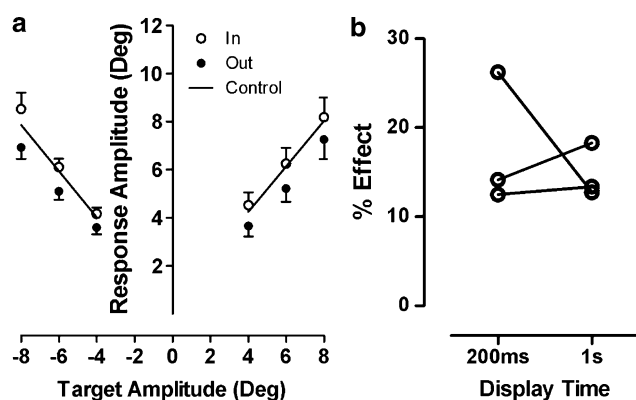 a
Response Amplitude (Deg)
12
10
8
6
4
2
In
Out
Control
-8 -6 -4 -2 0 2 4 6 8
Target Amplitude (Deg)
b
% Effect
30
20
10
0
200ms 1s
Display Time